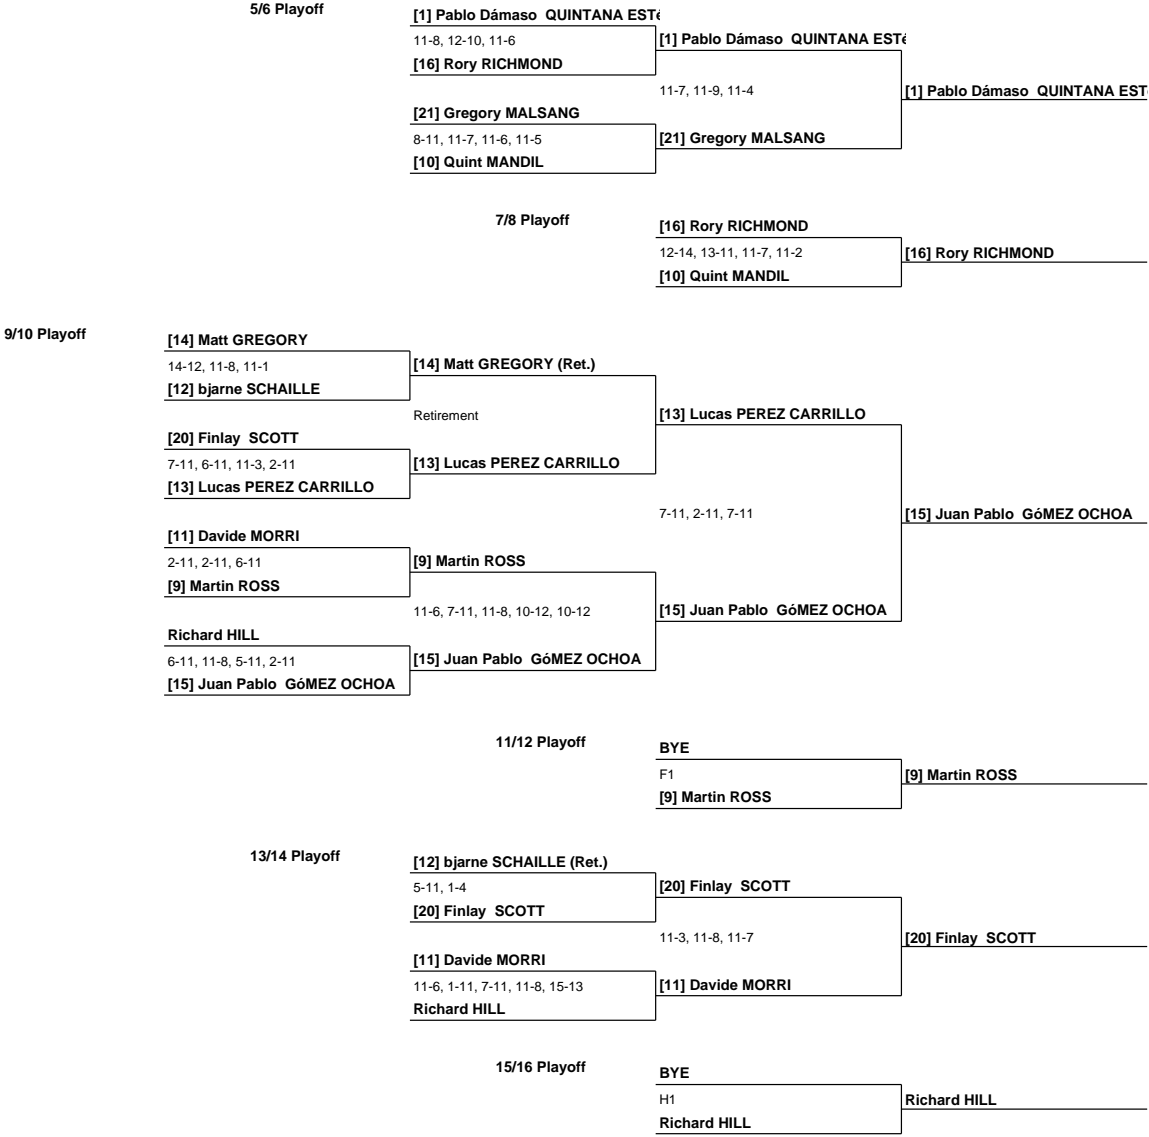 5/6 Playoff
[1] Pablo Dámaso  QUINTANA ESTé
11-8, 12-10, 11-6
[16] Rory RICHMOND
[1] Pablo Dámaso  QUINTANA ESTé
11-7, 11-9, 11-4
[1] Pablo Dámaso  QUINTANA EST
[21] Gregory MALSANG
8-11, 11-7, 11-6, 11-5
[10] Quint MANDIL
[21] Gregory MALSANG
7/8 Playoff
[16] Rory RICHMOND
12-14, 13-11, 11-7, 11-2
[10] Quint MANDIL
[16] Rory RICHMOND
9/10 Playoff
[14] Matt GREGORY
14-12, 11-8, 11-1
[12] bjarne SCHAILLE
[14] Matt GREGORY (Ret.)
Retirement
[13] Lucas PEREZ CARRILLO
[20] Finlay  SCOTT
7-11, 6-11, 11-3, 2-11
[13] Lucas PEREZ CARRILLO
[13] Lucas PEREZ CARRILLO
7-11, 2-11, 7-11
[15] Juan Pablo  GóMEZ OCHOA
[11] Davide MORRI
2-11, 2-11, 6-11
[9] Martin ROSS
[9] Martin ROSS
11-6, 7-11, 11-8, 10-12, 10-12
[15] Juan Pablo  GóMEZ OCHOA
Richard HILL
6-11, 11-8, 5-11, 2-11
[15] Juan Pablo  GóMEZ OCHOA
[15] Juan Pablo  GóMEZ OCHOA
11/12 Playoff
BYE
F1
[9] Martin ROSS
[9] Martin ROSS
13/14 Playoff
[12] bjarne SCHAILLE (Ret.)
5-11, 1-4
[20] Finlay  SCOTT
[20] Finlay  SCOTT
11-3, 11-8, 11-7
[20] Finlay  SCOTT
[11] Davide MORRI
11-6, 1-11, 7-11, 11-8, 15-13
Richard HILL
[11] Davide MORRI
15/16 Playoff
BYE
H1
Richard HILL
Richard HILL